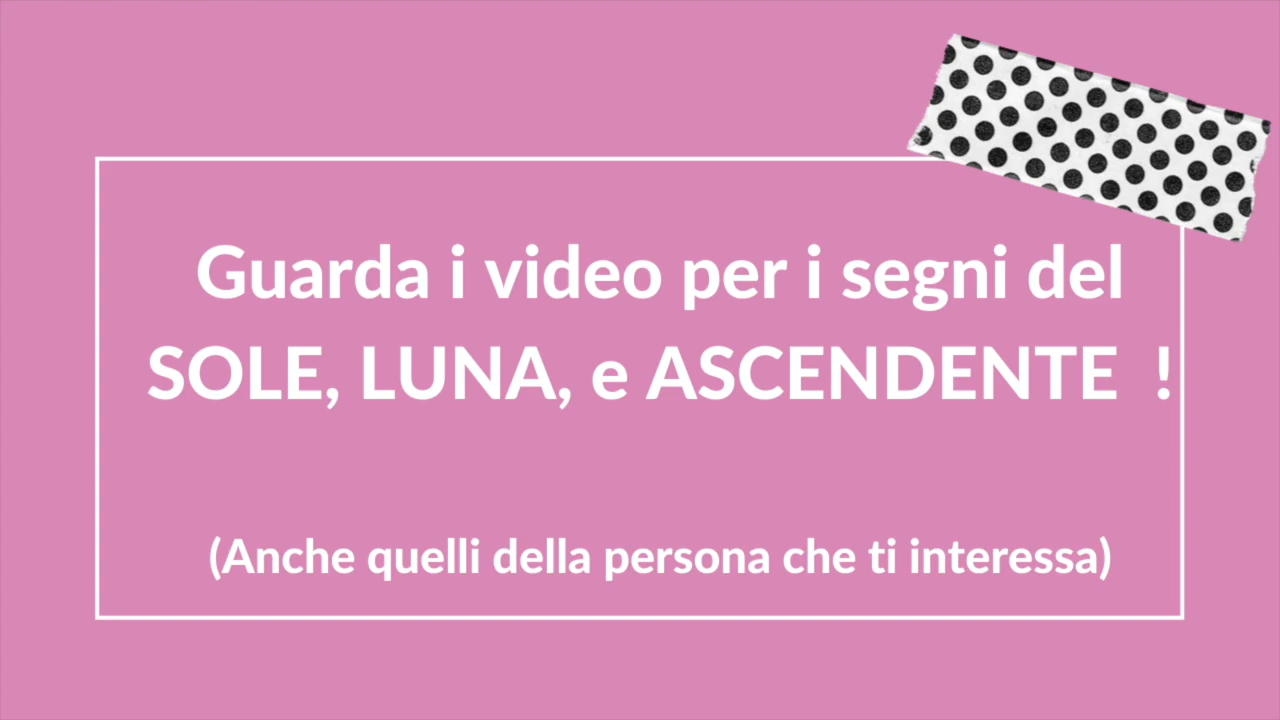 Guarda i video per i segni del
SOLE, LUNA, e ASCENDENTE !
(Anche quelli della persona che ti interessa)